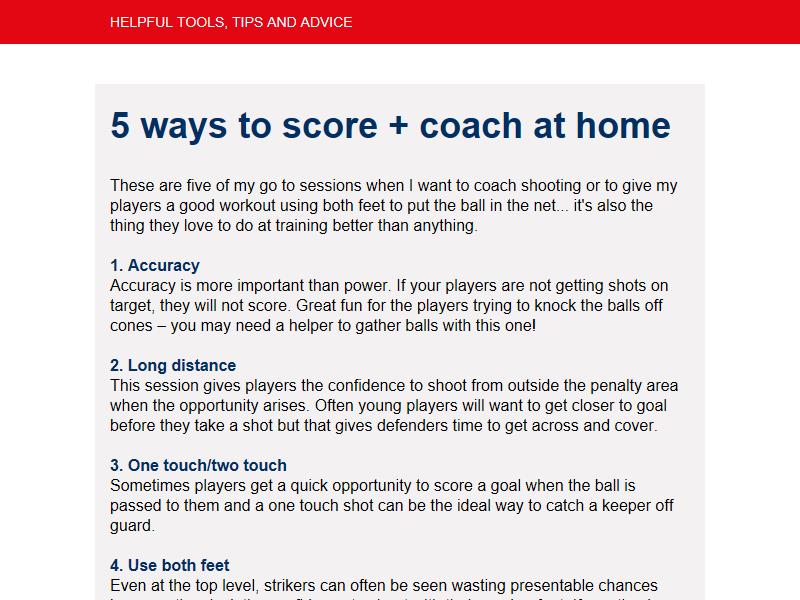 HELPFUL TOOLS, TIPS AND ADVICE
5 ways to score + coach at home
These are five of my go to sessions when I want to coach shooting or to give my
players a good workout using both feet to put the ball in the net... it's also the
thing they love to do at training better than anything.
1. Accuracy
Accuracy is more important than power. If your players are not getting shots on
target, they will not score. Great fun for the players trying to knock the balls off
cones – you may need a helper to gather balls with this one!
2. Long distance
This session gives players the confidence to shoot from outside the penalty area
when the opportunity arises. Often young players will want to get closer to goal
before they take a shot but that gives defenders time to get across and cover.
3. One touch/two touch
Sometimes players get a quick opportunity to score a goal when the ball is
passed to them and a one touch shot can be the ideal way to catch a keeper off
guard.
4. Use both feet
Even at the top level, strikers can often be seen wasting presentable chances